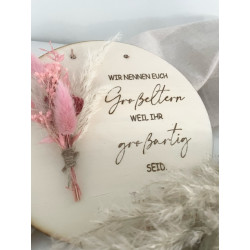 WIR NENNEN EUCH
Großeltern
WEIL IHR
großartig
SEID.